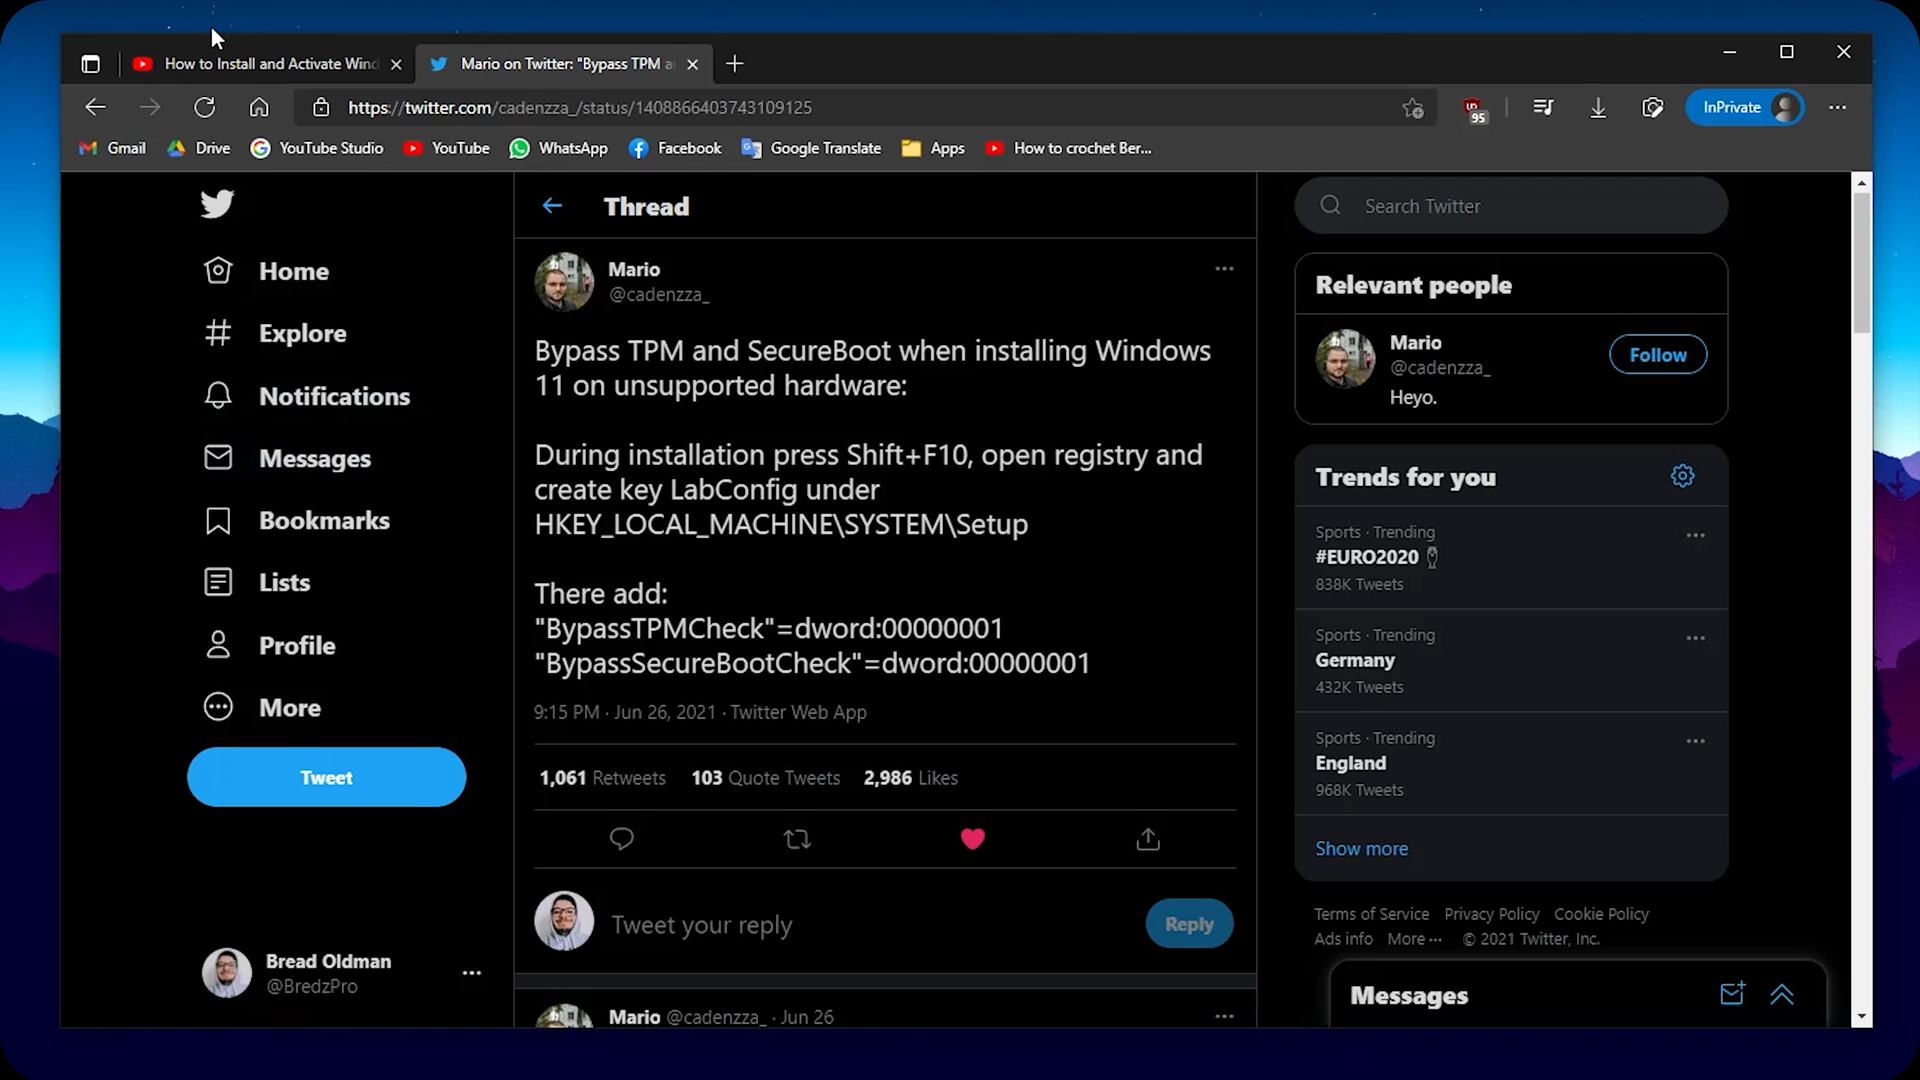 How to Install and Activate Wind
Mario on Twitter: "Bypass TPM a
https://twitter.com/cadenzza_/status/1408866403743109125
95
InPrivate
Gmail
Drive
YouTube Studio
YouTube
WhatsApp
Facebook
Google Translate
Apps
How to crochet Ber...
Home
Explore
Notifications
Messages
Bookmarks
Lists
Profile
More
Tweet
Bread Oldman
@BredzPro
Thread
Mario
@cadenzza_
Bypass TPM and SecureBoot when installing Windows
11 on unsupported hardware:
During installation press Shift+F10, open registry and
create key LabConfig under
HKEY_LOCAL_MACHINE\SYSTEM\Setup
There add:
"BypassTPMCheck"=dword:00000001
"BypassSecureBootCheck"=dword:00000001
9:15 PM · Jun 26, 2021 · Twitter Web App
1,061 Retweets 103 Quote Tweets 2,986 Likes
Tweet your reply
Reply
Mario @cadenzza_ · Jun 26
Search Twitter
Relevant people
Mario
@cadenzza_
Heyo.
Follow
Trends for you
Sports · Trending
#EURO2020
838K Tweets
Sports · Trending
Germany
432K Tweets
Sports · Trending
England
968K Tweets
Show more
Terms of Service Privacy Policy Cookie Policy
Ads info More ··· © 2021 Twitter, Inc.
Messages